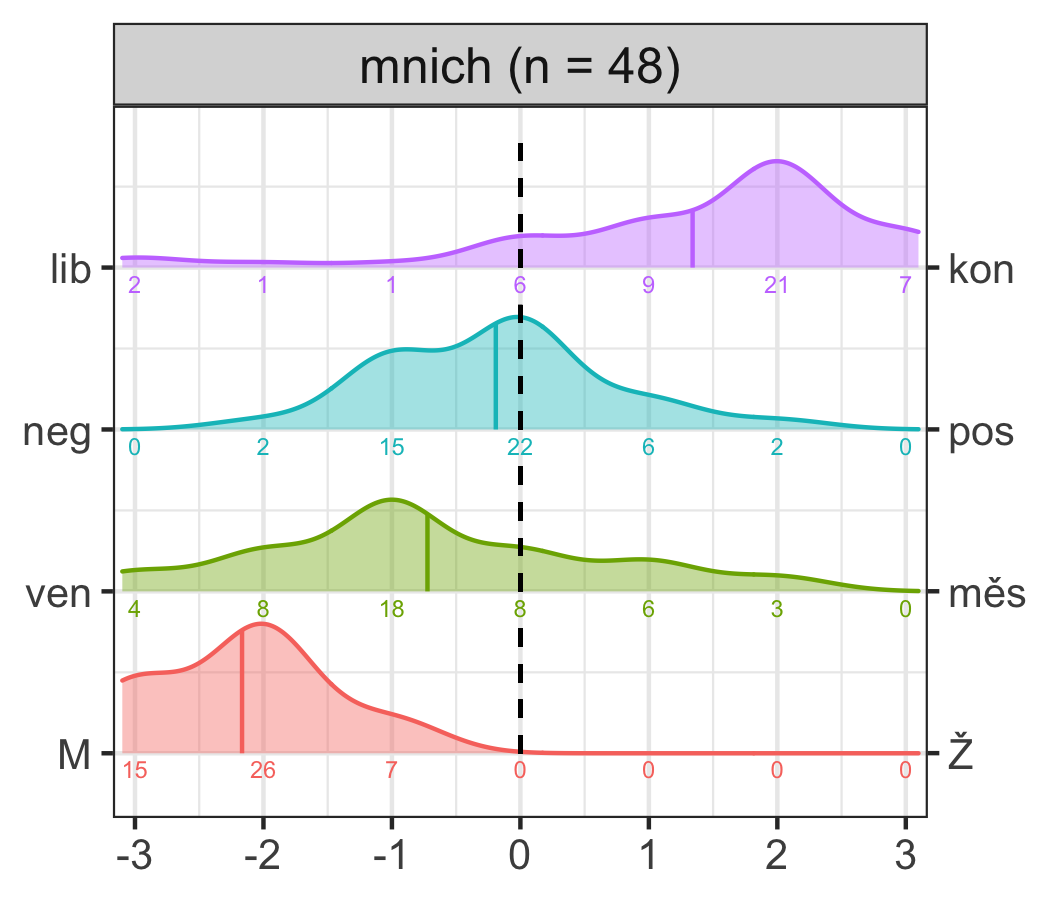 mnich (n = 48)
lib kon
2 1 1 6 9 21 7
neg pos
0 2 15 22 6 2 0
ven měs
4 8 18 8 6 3 0
M Ž
15 26 7 0 0 0 0
-3 -2 -1 0 1 2 3